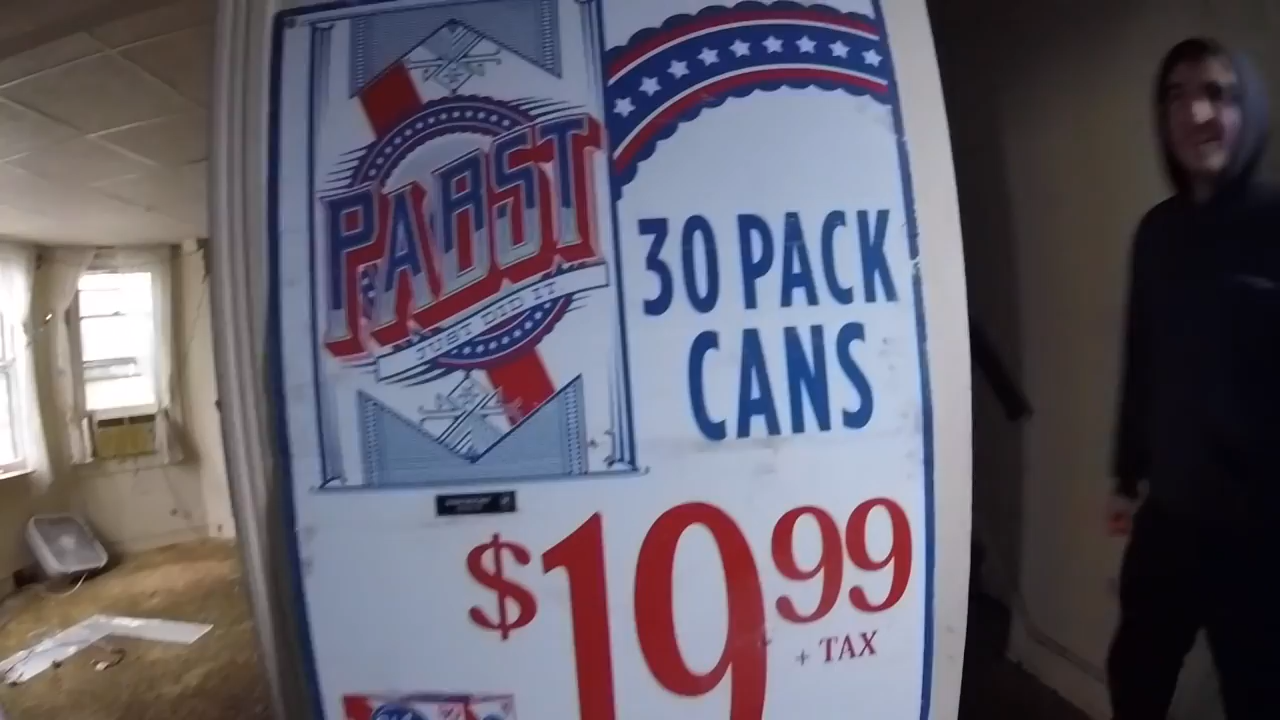 PABST
JUST DID IT
30 PACK
CANS
$19.99
+ TAX